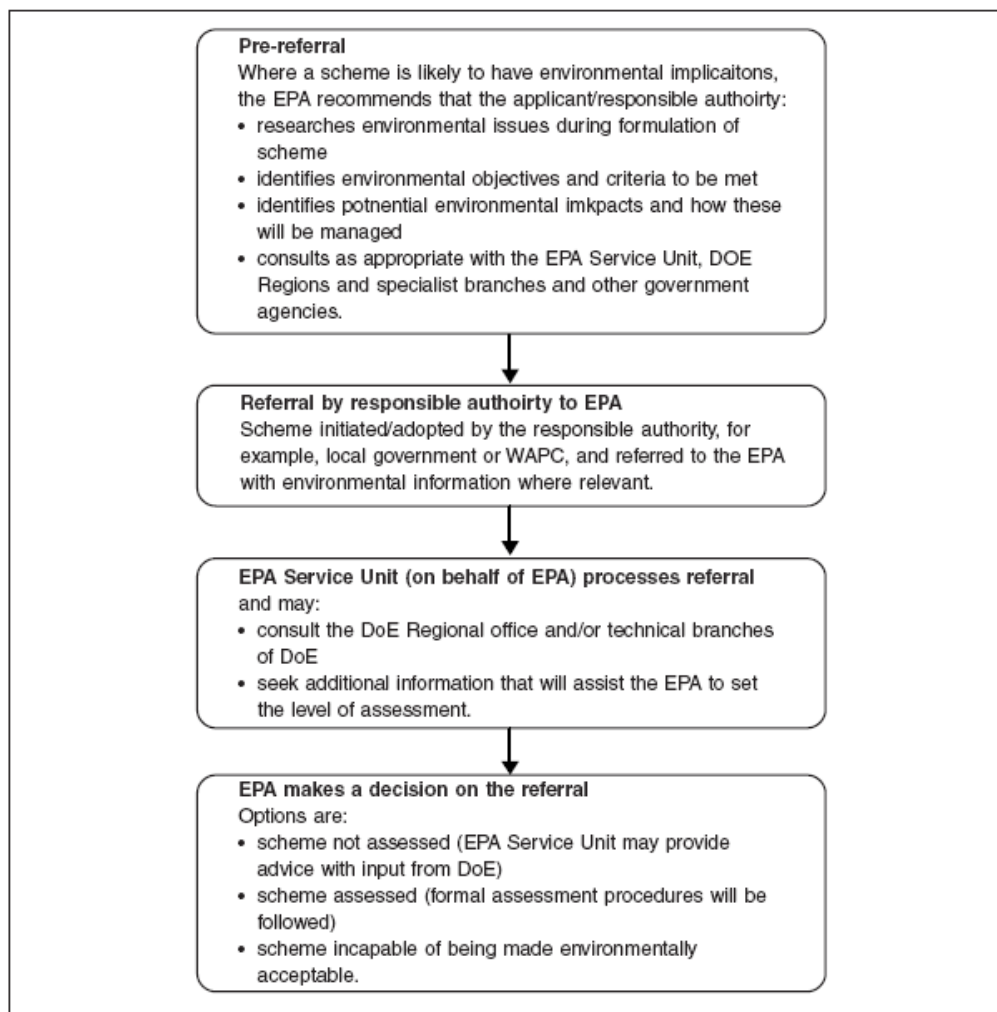 Pre-referral
Where a scheme is likely to have environmental implicaitons,
the EPA recommends that the applicant/responsible authoirty:
• researches environmental issues during formulation of
scheme
• identifies environmental objectives and criteria to be met
• identifies potnential environmental imkpacts and how these
will be managed
• consults as appropriate with the EPA Service Unit, DOE
Regions and specialist branches and other government
agencies.
Referral by responsible authoirty to EPA
Scheme initiated/adopted by the responsible authority, for
example, local government or WAPC, and referred to the EPA
with environmental information where relevant.
EPA Service Unit (on behalf of EPA) processes referral
and may:
• consult the DoE Regional office and/or technical branches
of DoE
• seek additional information that will assist the EPA to set
the level of assessment.
EPA makes a decision on the referral
Options are:
• scheme not assessed (EPA Service Unit may provide
advice with input from DoE)
• scheme assessed (formal assessment procedures will be
followed)
• scheme incapable of being made environmentally
acceptable.